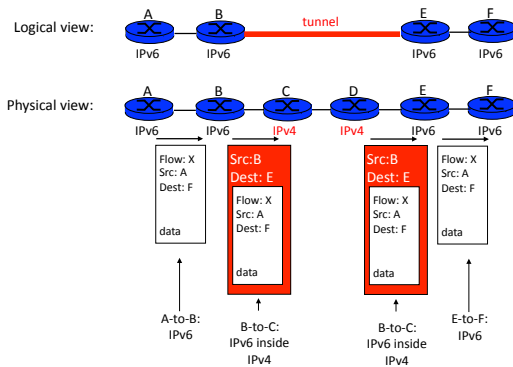 A B E F
Logical view: tunnel
IPv6 IPv6 IPv6 IPv6
A B C D E F
Physical view:
IPv6 IPv6 IPv4 IPv4 IPv6 IPv6
Flow: X
Src: A
Dest: F
data
Src:B
Dest: E
Flow: X
Src: A
Dest: F
data
Src:B
Dest: E
Flow: X
Src: A
Dest: F
data
Flow: X
Src: A
Dest: F
data
A-to-B:
IPv6
B-to-C:
IPv6 inside
IPv4
B-to-C:
IPv6 inside
IPv4
E-to-F:
IPv6